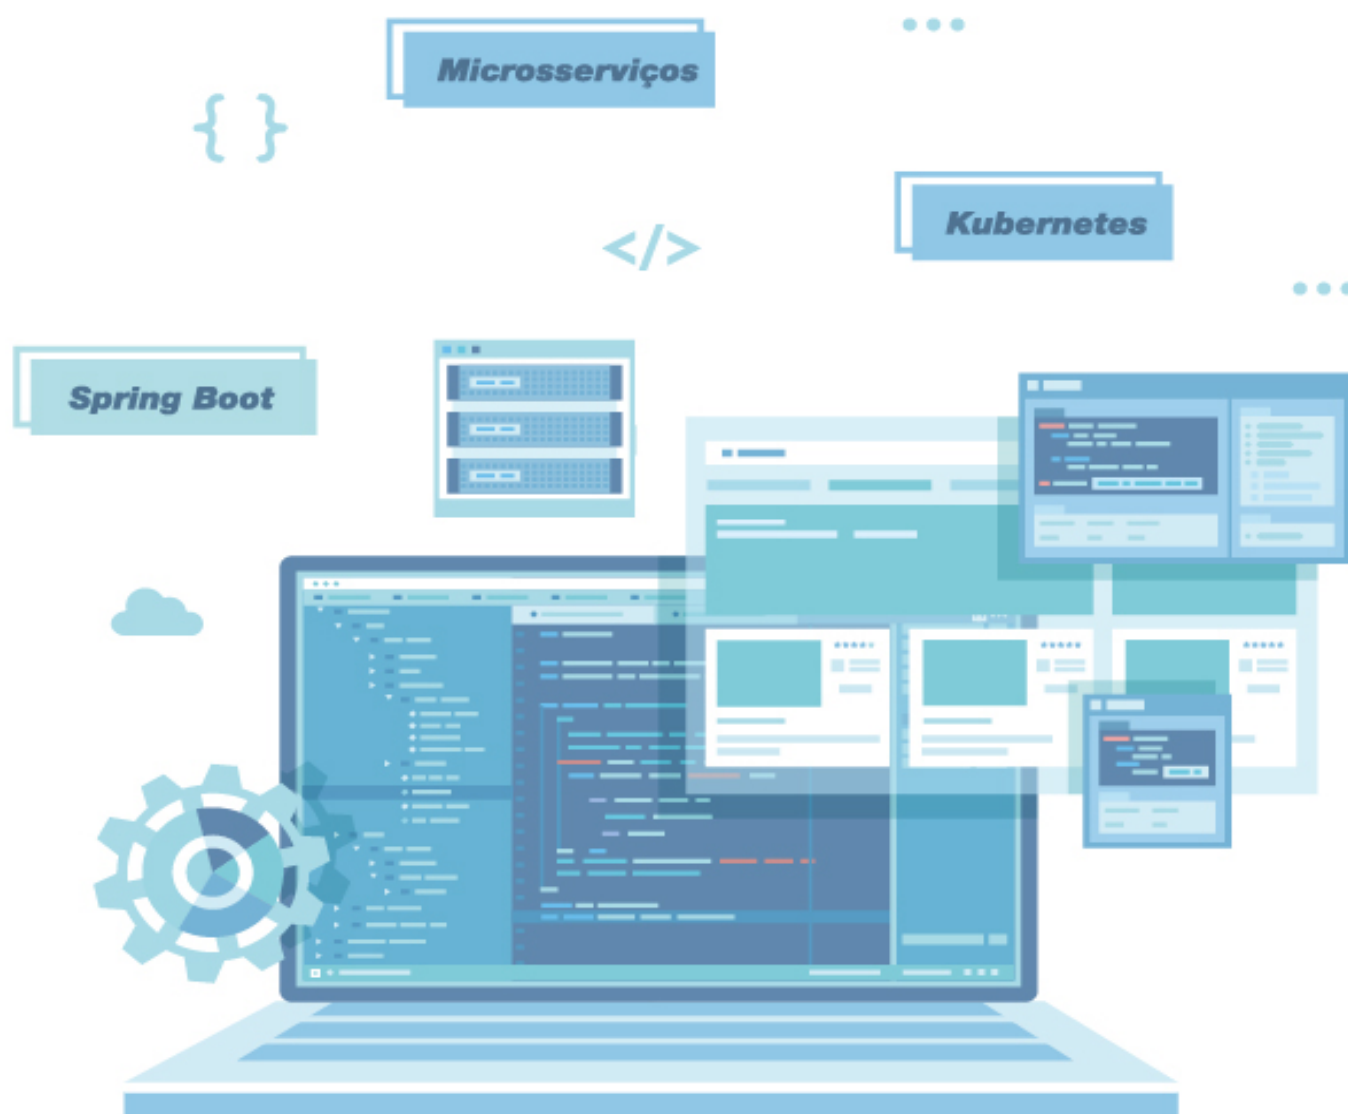 Microsserviços
{ }
Kubernetes
</>
Spring Boot